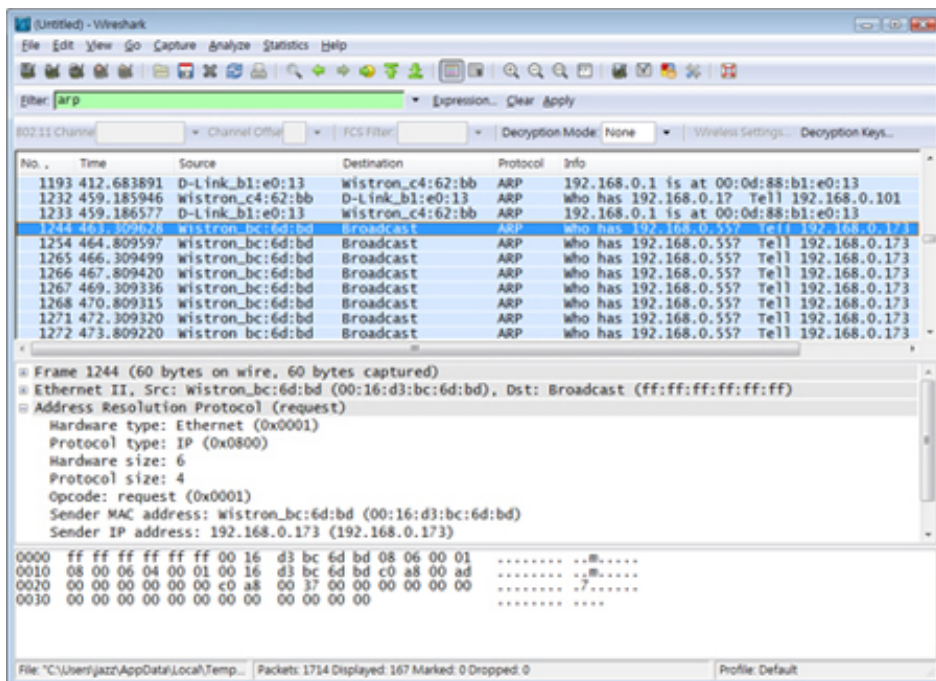 (Untitled) - Wireshark
File Edit View Go Capture Analyze Statistics Help
Filter: arp Expression... Clear Apply
802.11 Channel Channel Offset FCS Filter: Decryption Mode: None Wireless Settings... Decryption Keys...
No. . Time Source Destination Protocol Info
1193 412.683891 D-Link_b1:e0:13 Wistron_c4:62:bb ARP 192.168.0.1 is at 00:0d:88:b1:e0:13
1232 459.185946 Wistron_c4:62:bb D-Link_b1:e0:13 ARP Who has 192.168.0.1? Tell 192.168.0.101
1233 459.186577 D-Link_b1:e0:13 Wistron_c4:62:bb ARP 192.168.0.1 is at 00:0d:88:b1:e0:13
1244 463.309628 Wistron_bc:6d:bd Broadcast ARP Who has 192.168.0.55? Tell 192.168.0.173
1254 464.809597 Wistron_bc:6d:bd Broadcast ARP Who has 192.168.0.55? Tell 192.168.0.173
1265 466.309499 Wistron_bc:6d:bd Broadcast ARP Who has 192.168.0.55? Tell 192.168.0.173
1266 467.809420 Wistron_bc:6d:bd Broadcast ARP Who has 192.168.0.55? Tell 192.168.0.173
1267 469.309336 Wistron_bc:6d:bd Broadcast ARP Who has 192.168.0.55? Tell 192.168.0.173
1268 470.809315 Wistron_bc:6d:bd Broadcast ARP Who has 192.168.0.55? Tell 192.168.0.173
1271 472.309320 Wistron_bc:6d:bd Broadcast ARP Who has 192.168.0.55? Tell 192.168.0.173
1272 473.809220 Wistron_bc:6d:bd Broadcast ARP Who has 192.168.0.55? Tell 192.168.0.173
Frame 1244 (60 bytes on wire, 60 bytes captured)
Ethernet II, Src: Wistron_bc:6d:bd (00:16:d3:bc:6d:bd), Dst: Broadcast (ff:ff:ff:ff:ff:ff)
Address Resolution Protocol (request)
Hardware type: Ethernet (0x0001)
Protocol type: IP (0x0800)
Hardware size: 6
Protocol size: 4
Opcode: request (0x0001)
Sender MAC address: Wistron_bc:6d:bd (00:16:d3:bc:6d:bd)
Sender IP address: 192.168.0.173 (192.168.0.173)
0000 ff ff ff ff ff ff 00 16 d3 bc 6d bd 08 06 00 01 ........ ..m.....
0010 08 00 06 04 00 01 00 16 d3 bc 6d bd c0 a8 00 ad ........ ..m.....
0020 00 00 00 00 00 00 c0 a8 00 37 00 00 00 00 00 00 ........ .7......
0030 00 00 00 00 00 00 00 00 00 00 00 00 ........ ....
File: "C:\Users\jazz\AppData\Local\Temp... Packets: 1714 Displayed: 167 Marked: 0 Dropped: 0 Profile: Default